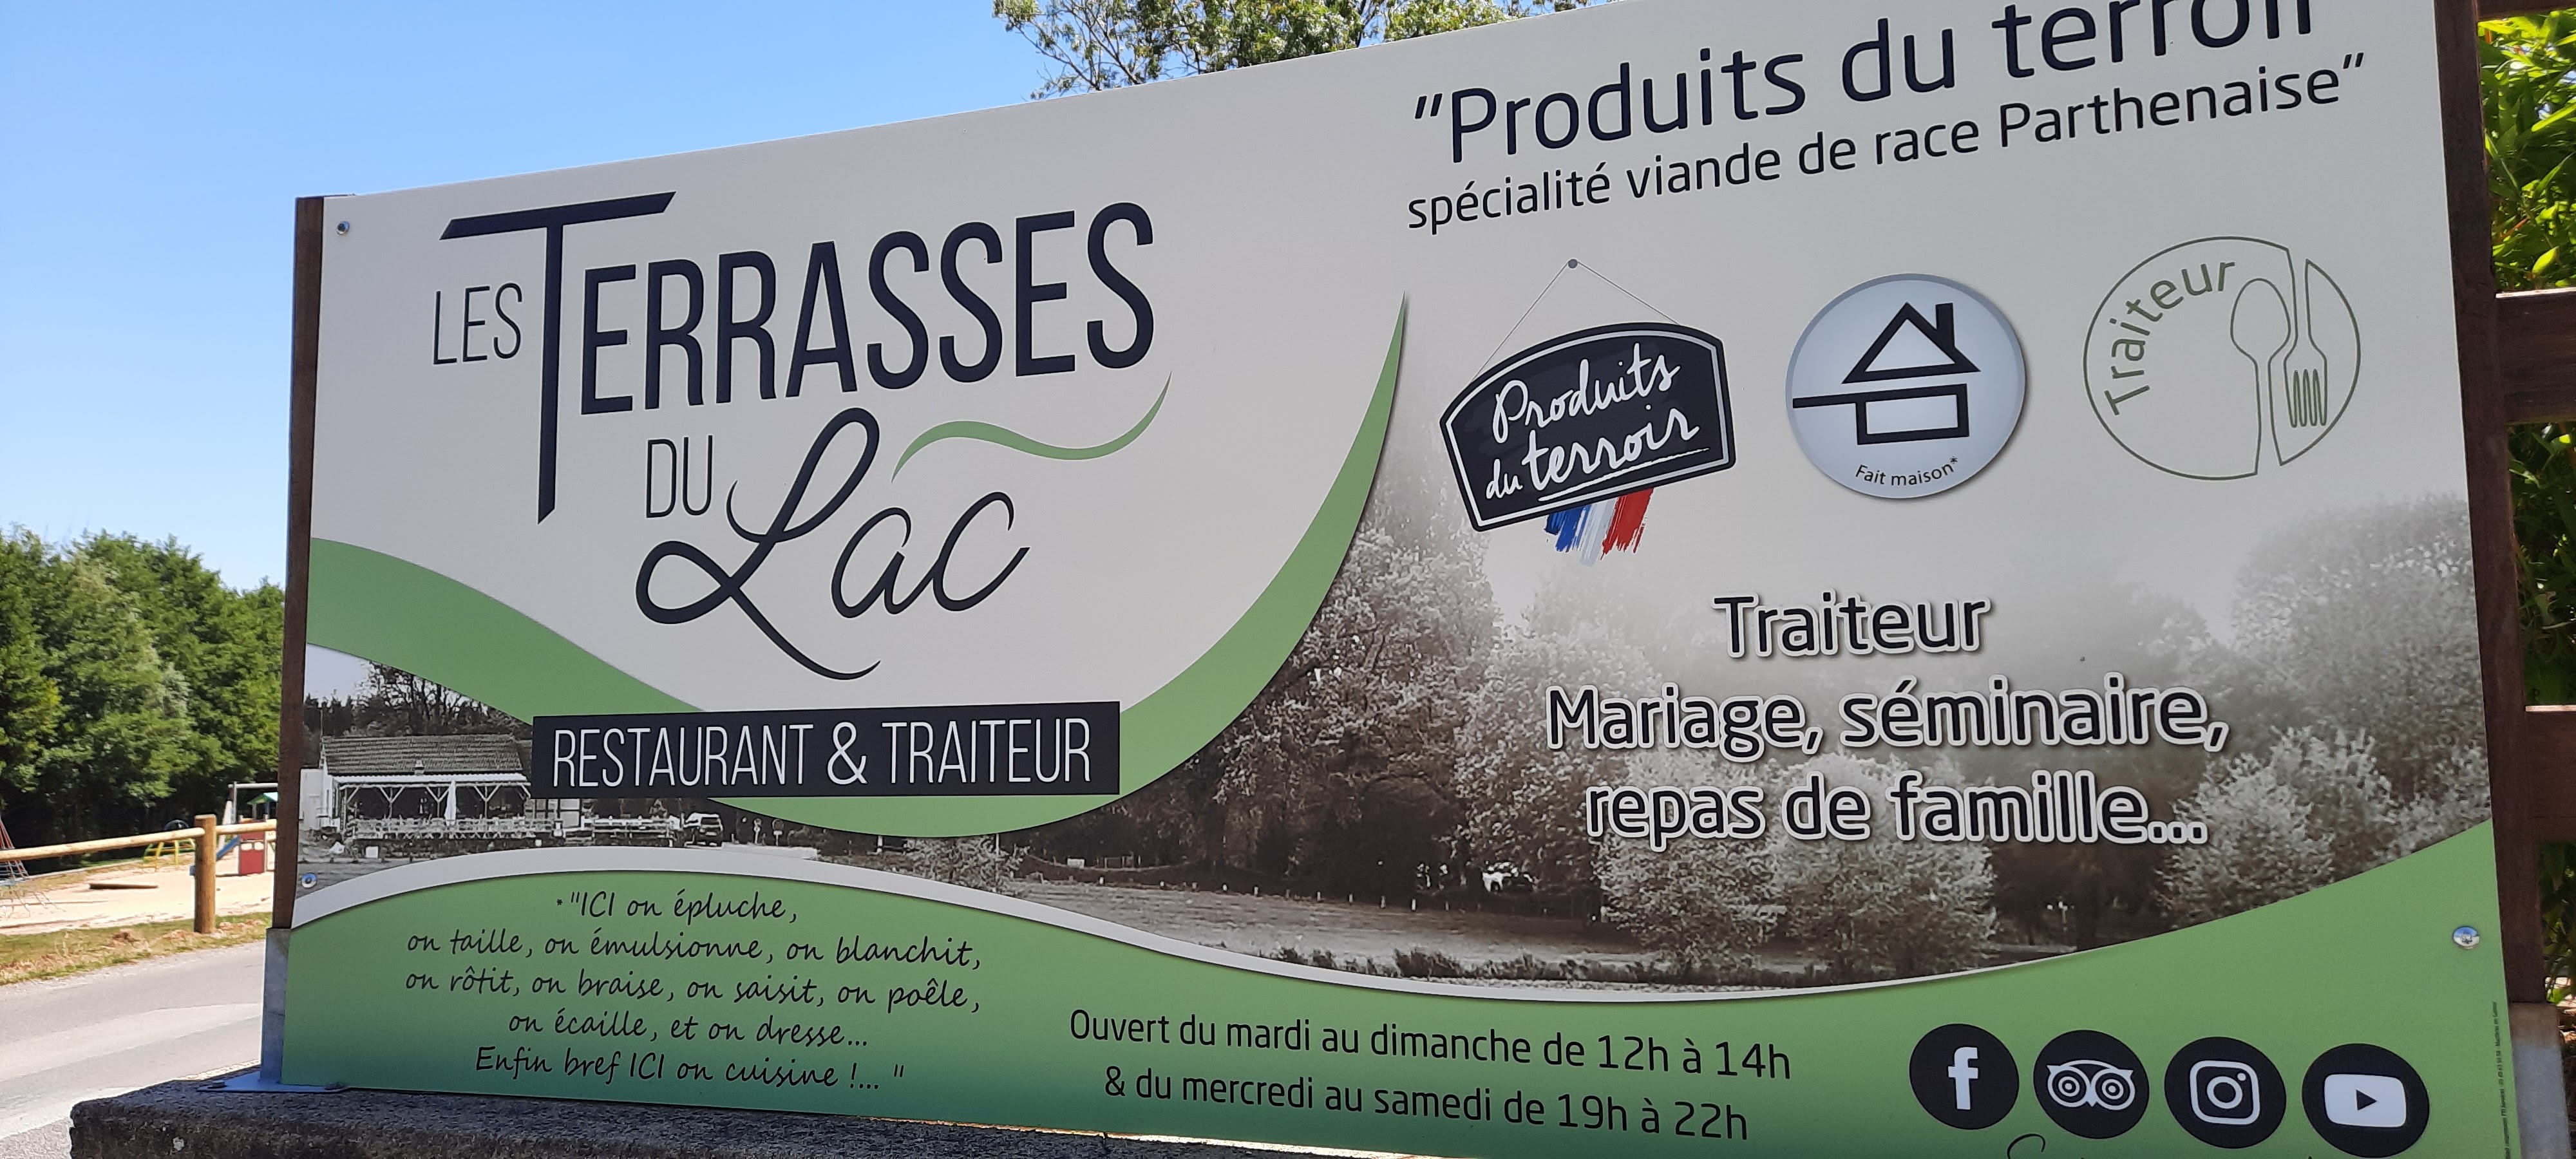 LES TERRASSES
DU Lac
RESTAURANT & TRAITEUR
"Produits du terroir
spécialité viande de race Parthenaise"
Produits
du terroir
Fait maison*
Traiteur
Traiteur
Mariage, séminaire,
repas de famille...
* "ICI on épluche,
on taille, on émulsionne, on blanchit,
on rôtit, on braise, on saisit, on poêle,
on écaille, et on dresse...
Enfin bref ICI on cuisine !... "
Ouvert du mardi au dimanche de 12h à 14h
& du mercredi au samedi de 19h à 22h